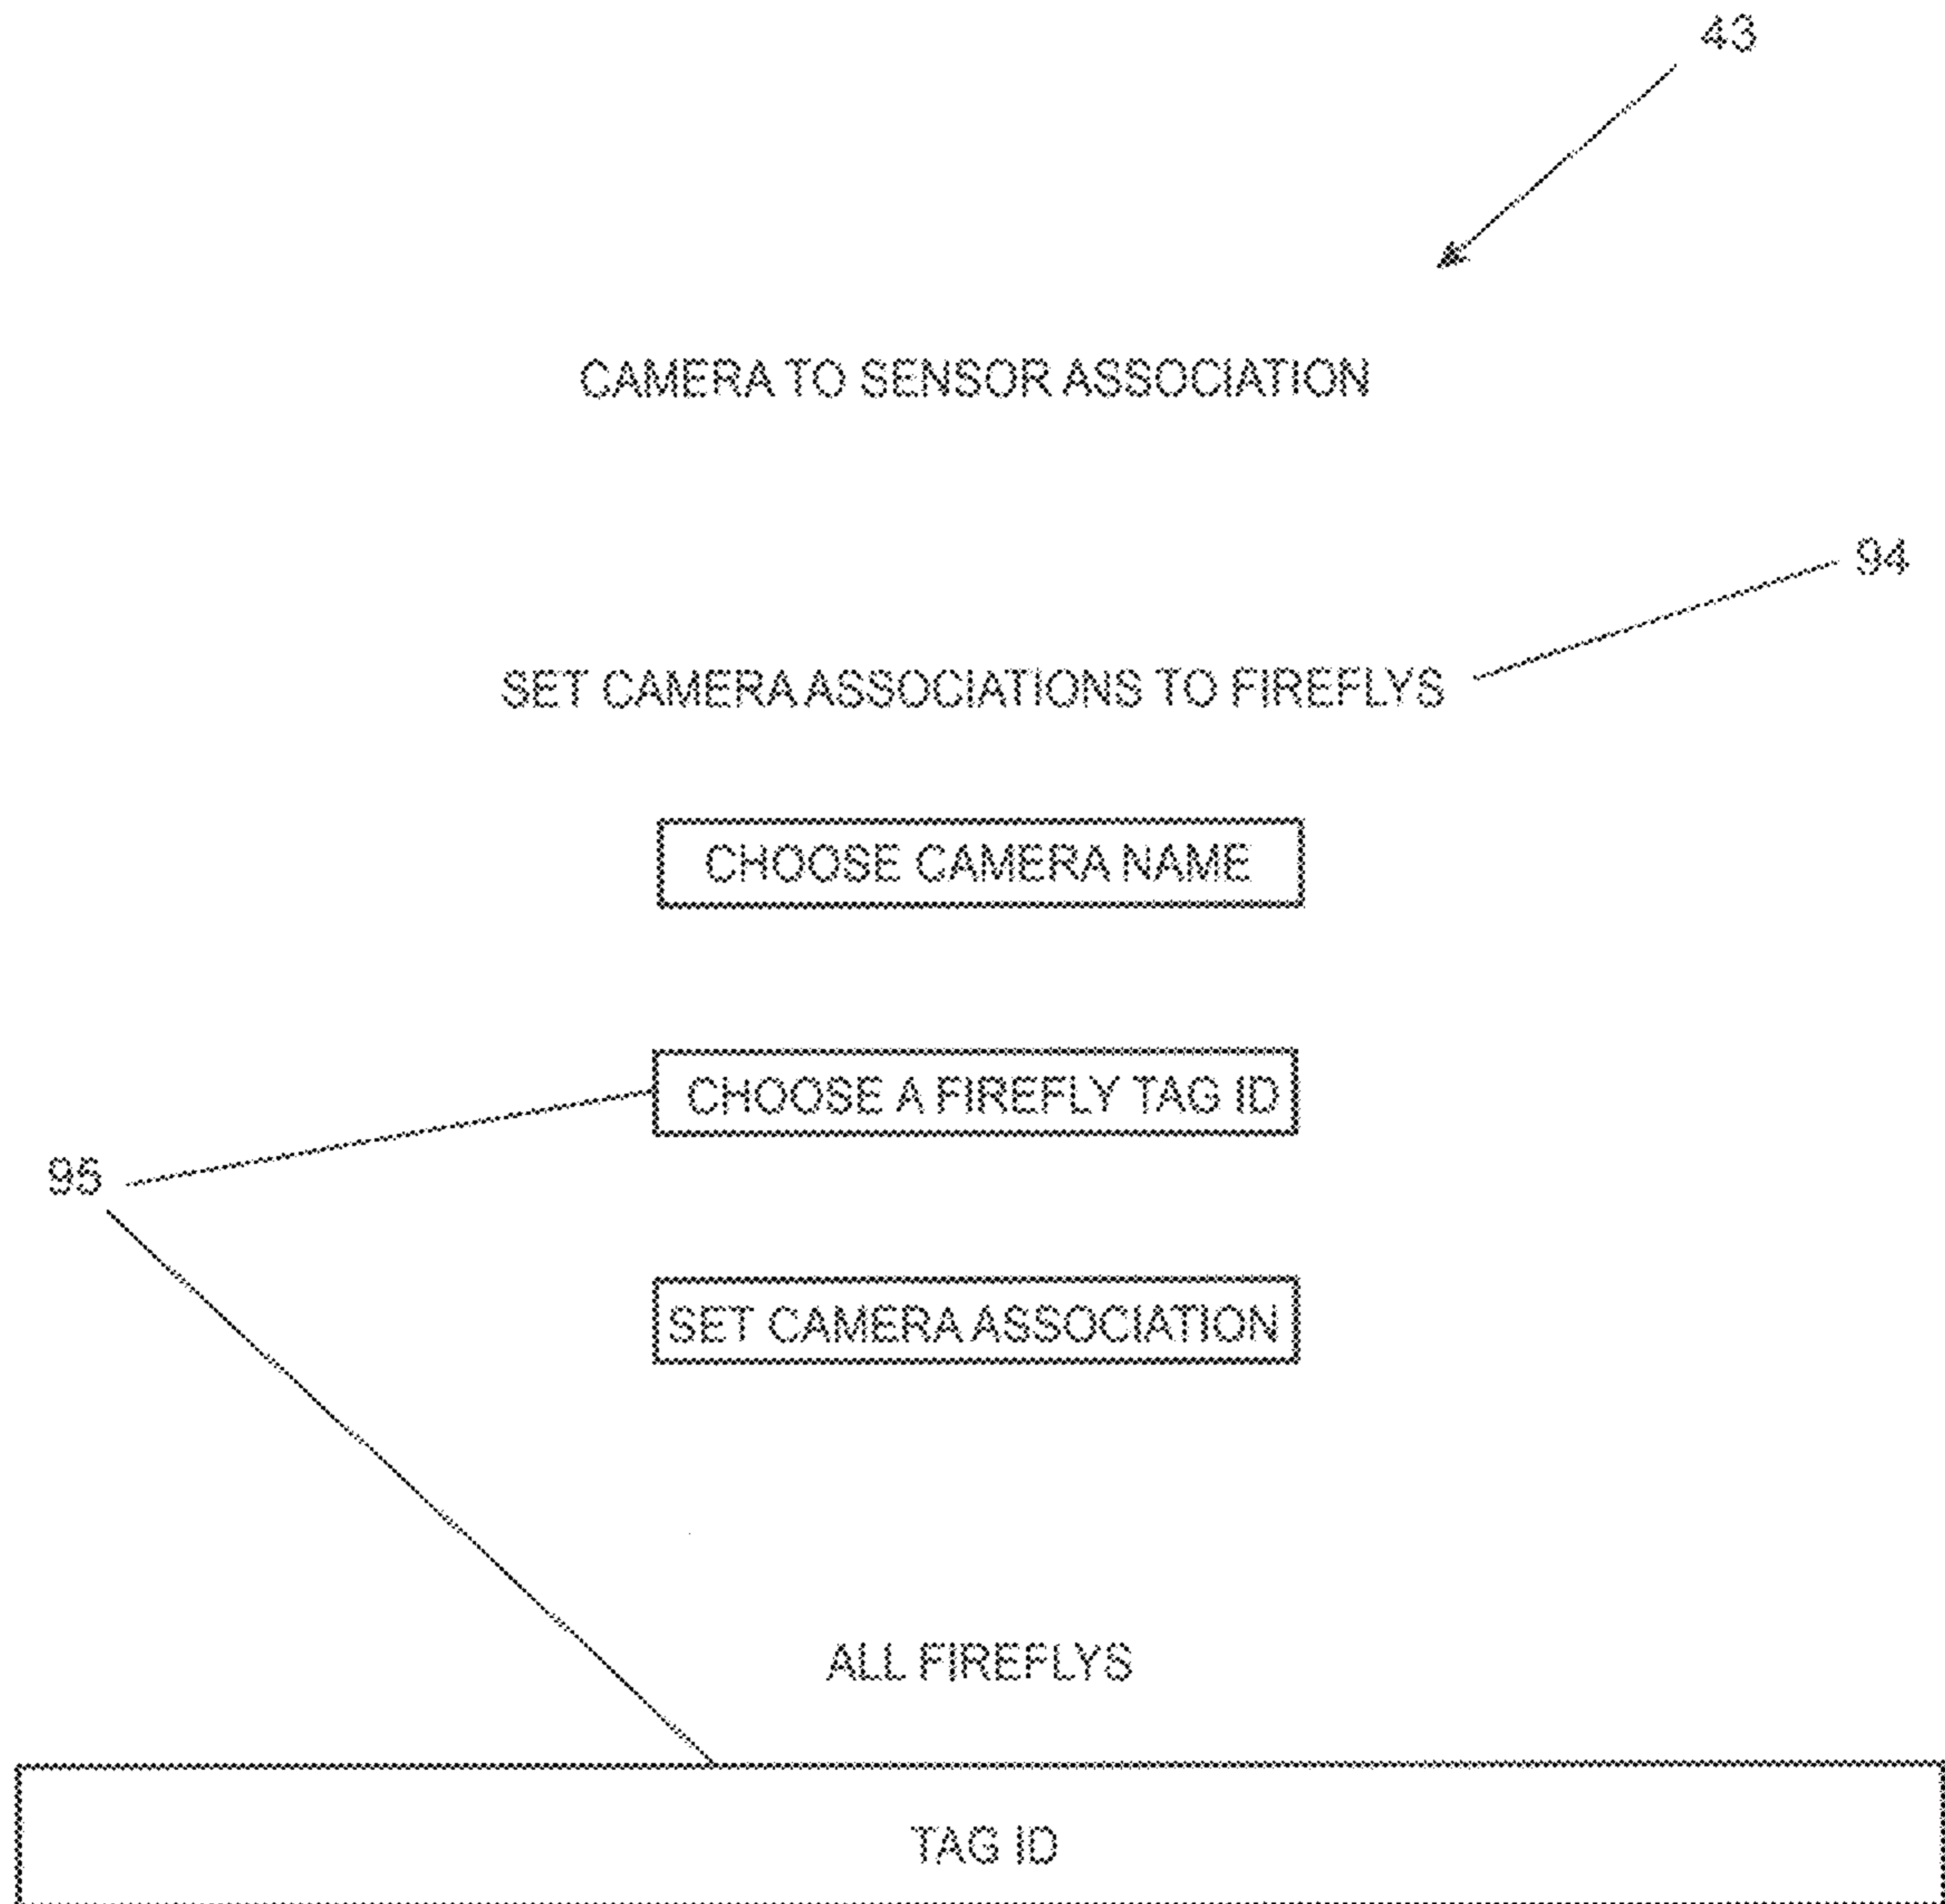 43
CAMERA TO SENSOR ASSOCIATION
94
SET CAMERA ASSOCIATIONS TO FIREFLYS
CHOOSE CAMERA NAME
CHOOSE A FIREFLY TAG ID
95
SET CAMERA ASSOCIATION
ALL FIREFLYS
TAG ID